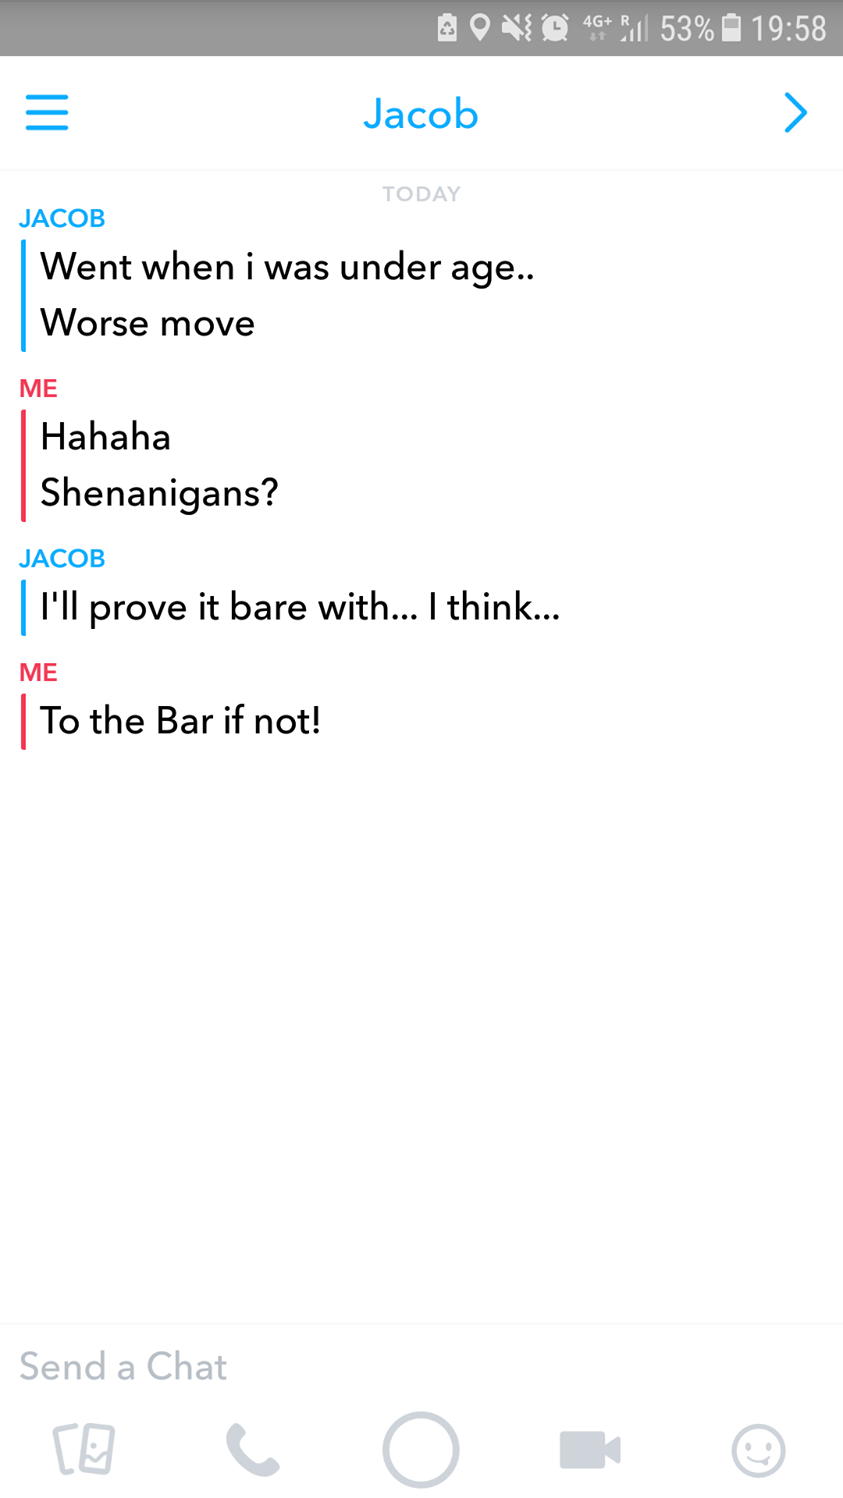 4G+ R 53% 19:58
Jacob
TODAY
JACOB
Went when i was under age..
Worse move
ME
Hahaha
Shenanigans?
JACOB
I'll prove it bare with... I think...
ME
To the Bar if not!
Send a Chat